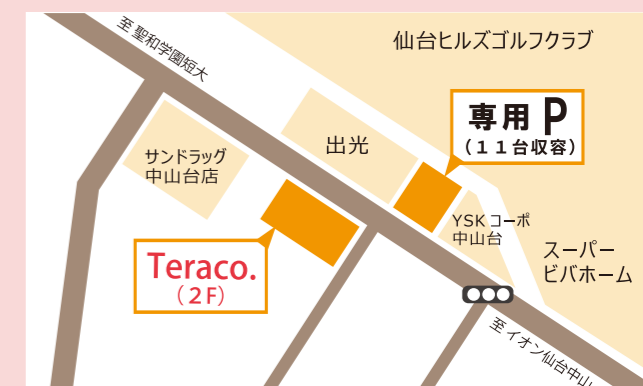 至 聖和学園短大
仙台ヒルズゴルフクラブ
専用 P
（１１台収容）
出光
サンドラッグ
中山台店
YSK コーポ
中山台
スーパー
ビバホーム
Teraco.
（２F）
至 イオン仙台中山